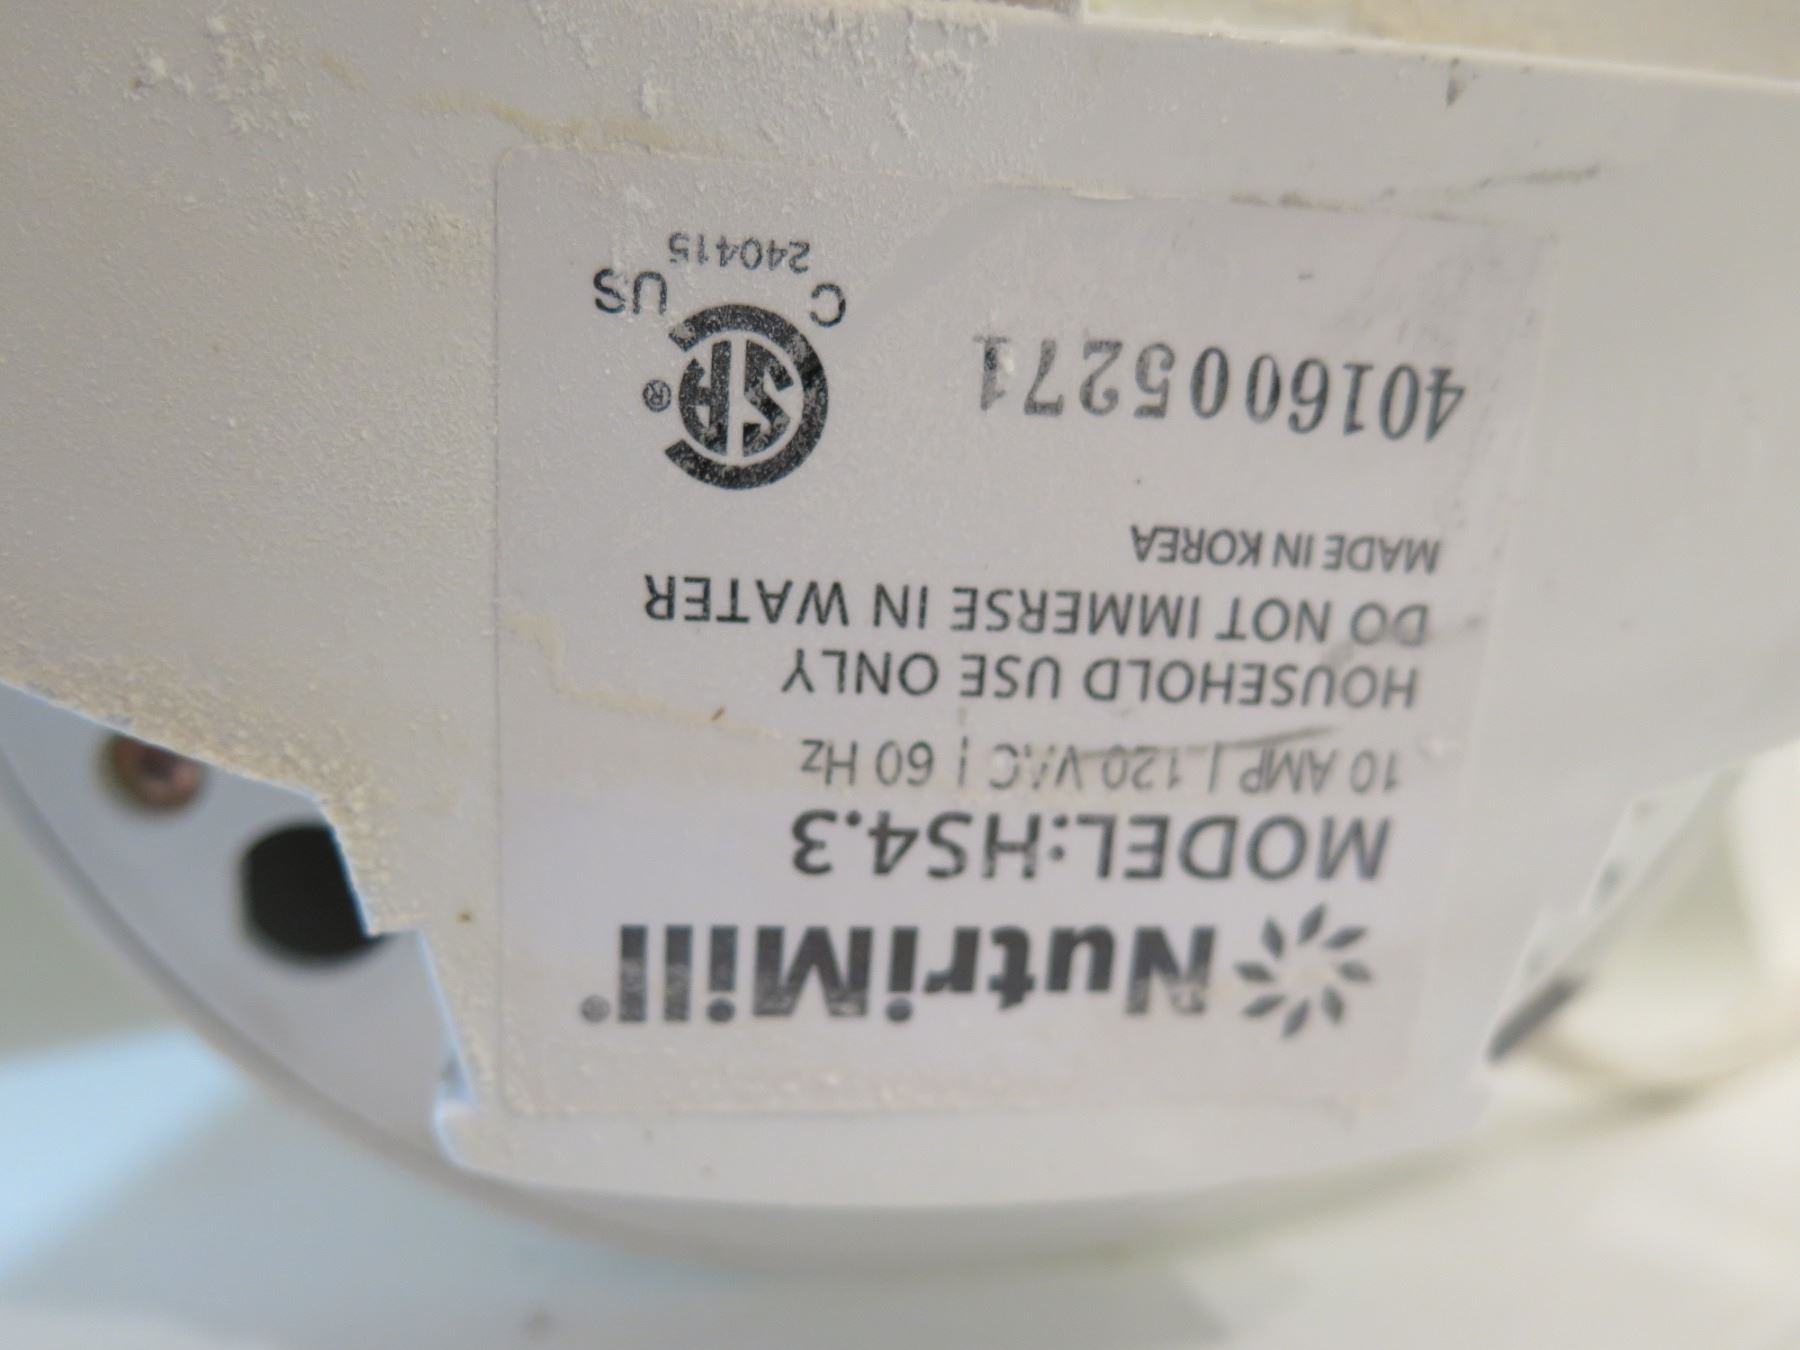 NutriMill®
MODEL:HS4.3
10 AMP | 120 VAC | 60 Hz
HOUSEHOLD USE ONLY
DO NOT IMMERSE IN WATER
MADE IN KOREA
4016005271
CSA®
C US
240415